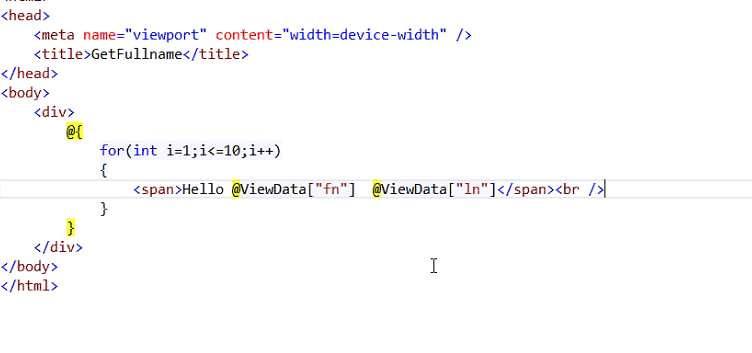 <head>
<meta name="viewport" content="width=device-width" />
<title>GetFullname</title>
</head>
<body>
<div>
@{
for(int i=1;i<=10;i++)
{
<span>Hello @ViewData["fn"]  @ViewData["ln"]</span><br />
}
}
</div>
</body>
</html>